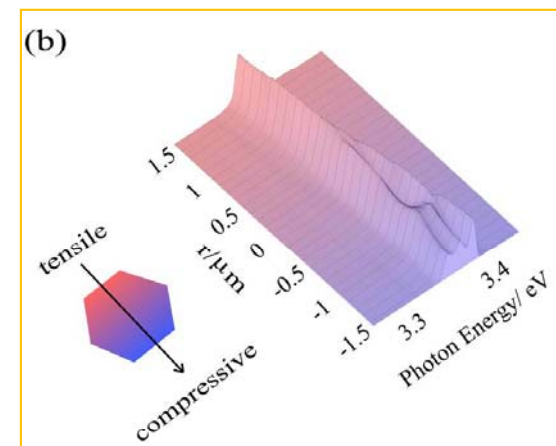 (b)
1.5
1
0.5
0
-0.5
-1
-1.5
r/μm
3.3
3.4
Photon Energy/ eV
tensile
compressive